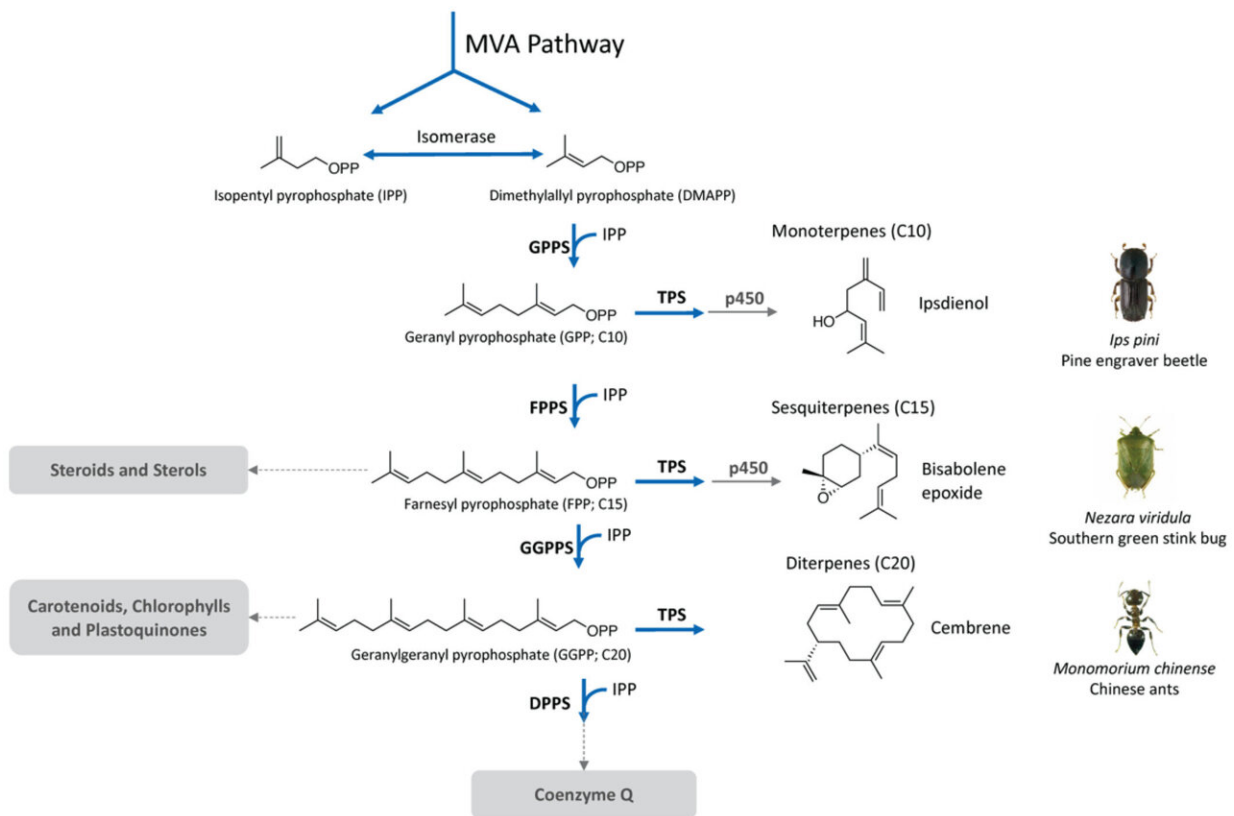 MVA Pathway
Isomerase
OPP
OPP
Isopentyl pyrophosphate (IPP)
Dimethylallyl pyrophosphate (DMAPP)
GPPS
IPP
Monoterpenes (C10)
OPP
Geranyl pyrophosphate (GPP; C10)
TPS
p450
HO
Ipsdienol
Ips pini
Pine engraver beetle
FPPS
IPP
Sesquiterpenes (C15)
Steroids and Sterols
OPP
Farnesyl pyrophosphate (FPP; C15)
TPS
p450
O
Bisabolene
epoxide
Nezara viridula
Southern green stink bug
GGPPS
IPP
Diterpenes (C20)
Carotenoids, Chlorophylls
and Plastoquinones
OPP
Geranylgeranyl pyrophosphate (GGPP; C20)
TPS
Cembrene
Monomorium chinense
Chinese ants
DPPS
IPP
Coenzyme Q